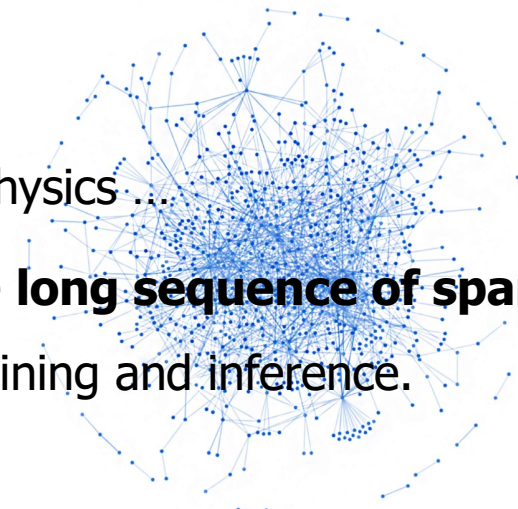 hysics ...
long sequence of spa
ining and inference.